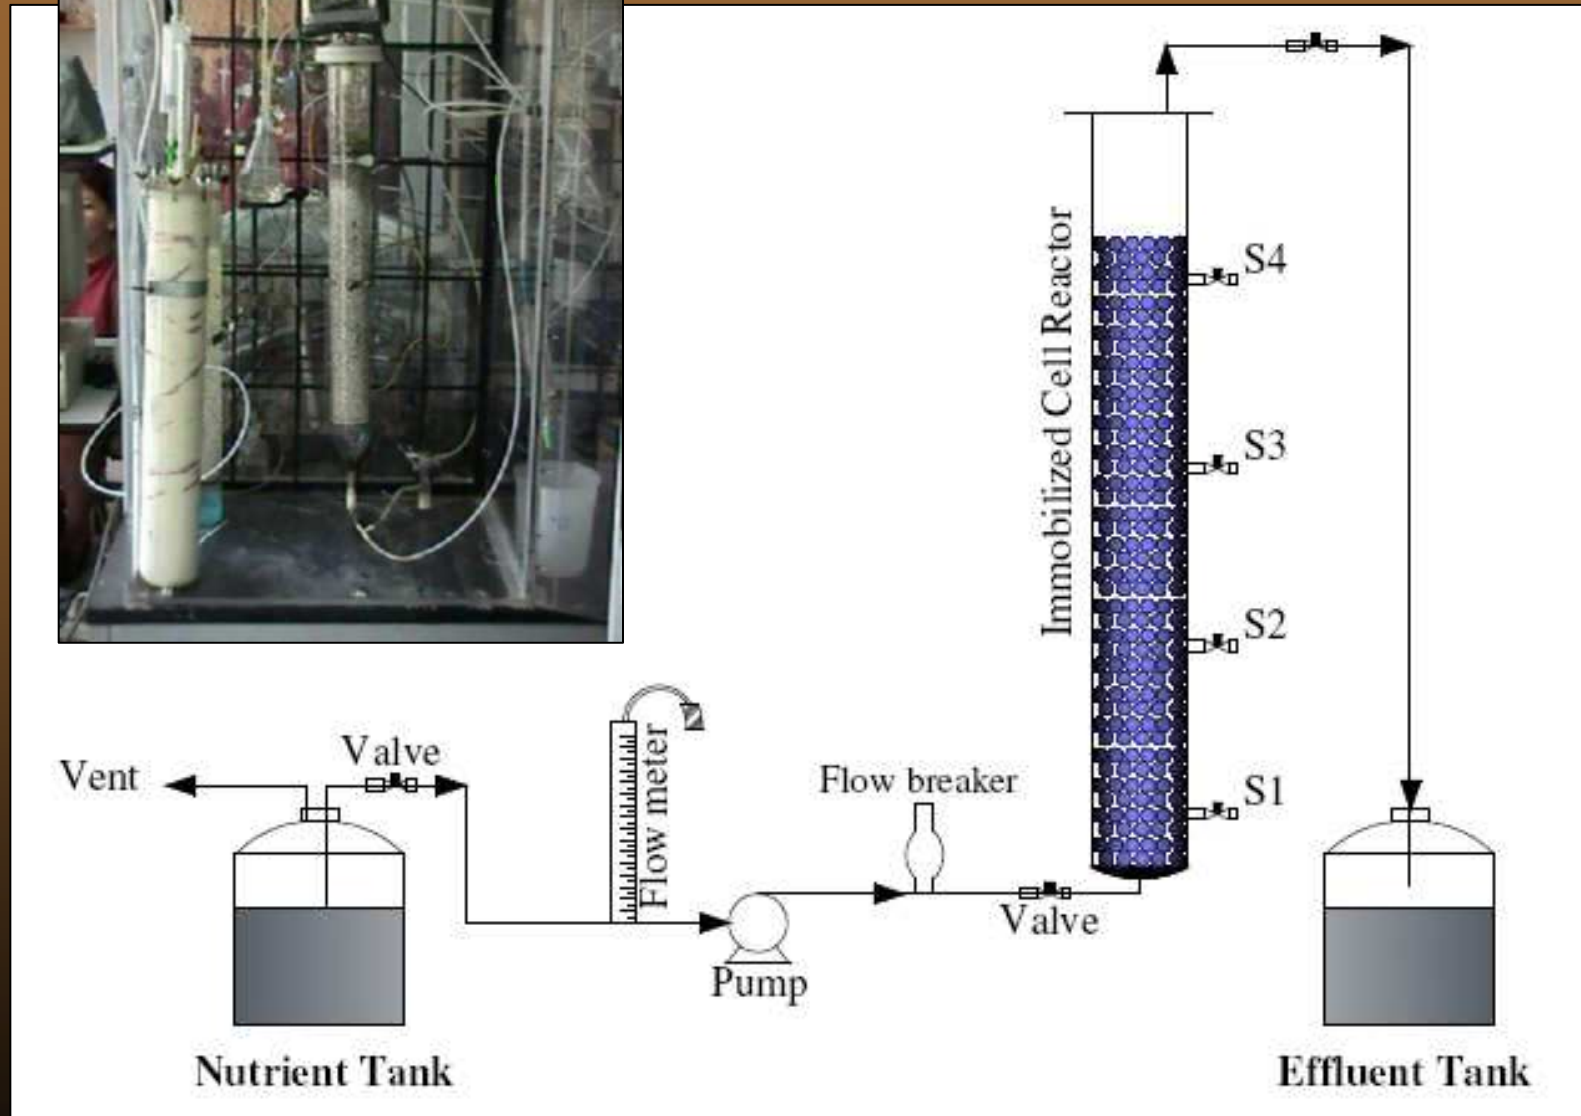 Immobilized Cell Reactor
S4
S3
S2
S1
Vent
Valve
Flow meter
Flow breaker
Valve
Pump
Nutrient Tank
Effluent Tank